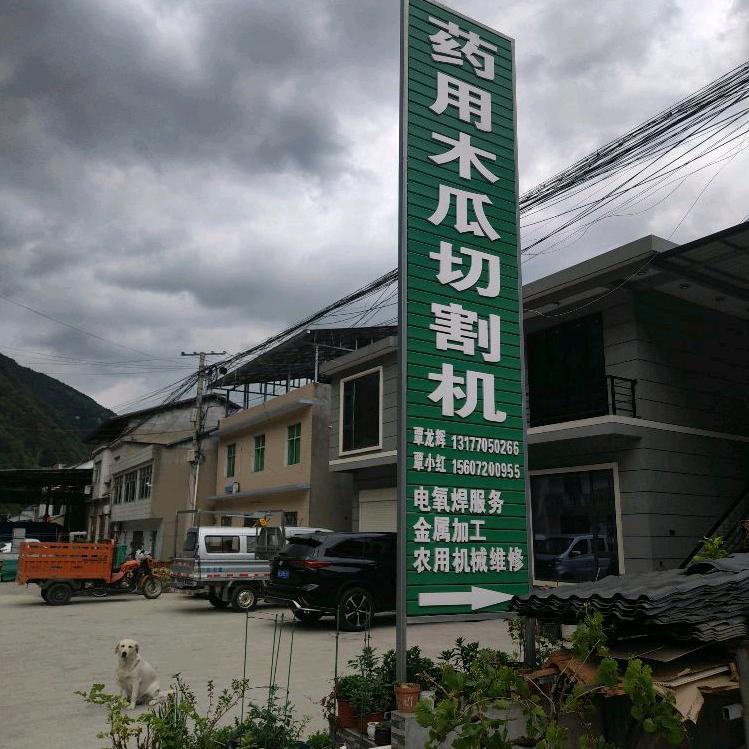 药用木瓜切割机
覃龙辉 13177050266
覃小红 15607200955
电氧焊服务
金属加工
农用机械维修